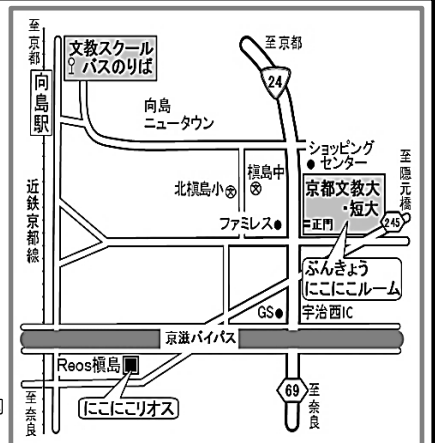 至京都
文教スクール
バスのりば
至京都
24
向島駅
向島
ニュータウン
ショッピング
センター
至隠元橋
槇島中
北槇島小
京都文教大
・短大
近鉄京都線
ファミレス
正門
245
ぶんきょう
にこにこルーム
GS
宇治西IC
京滋バイパス
Reos槇島
にこにこリオス
至奈良
69
至奈良